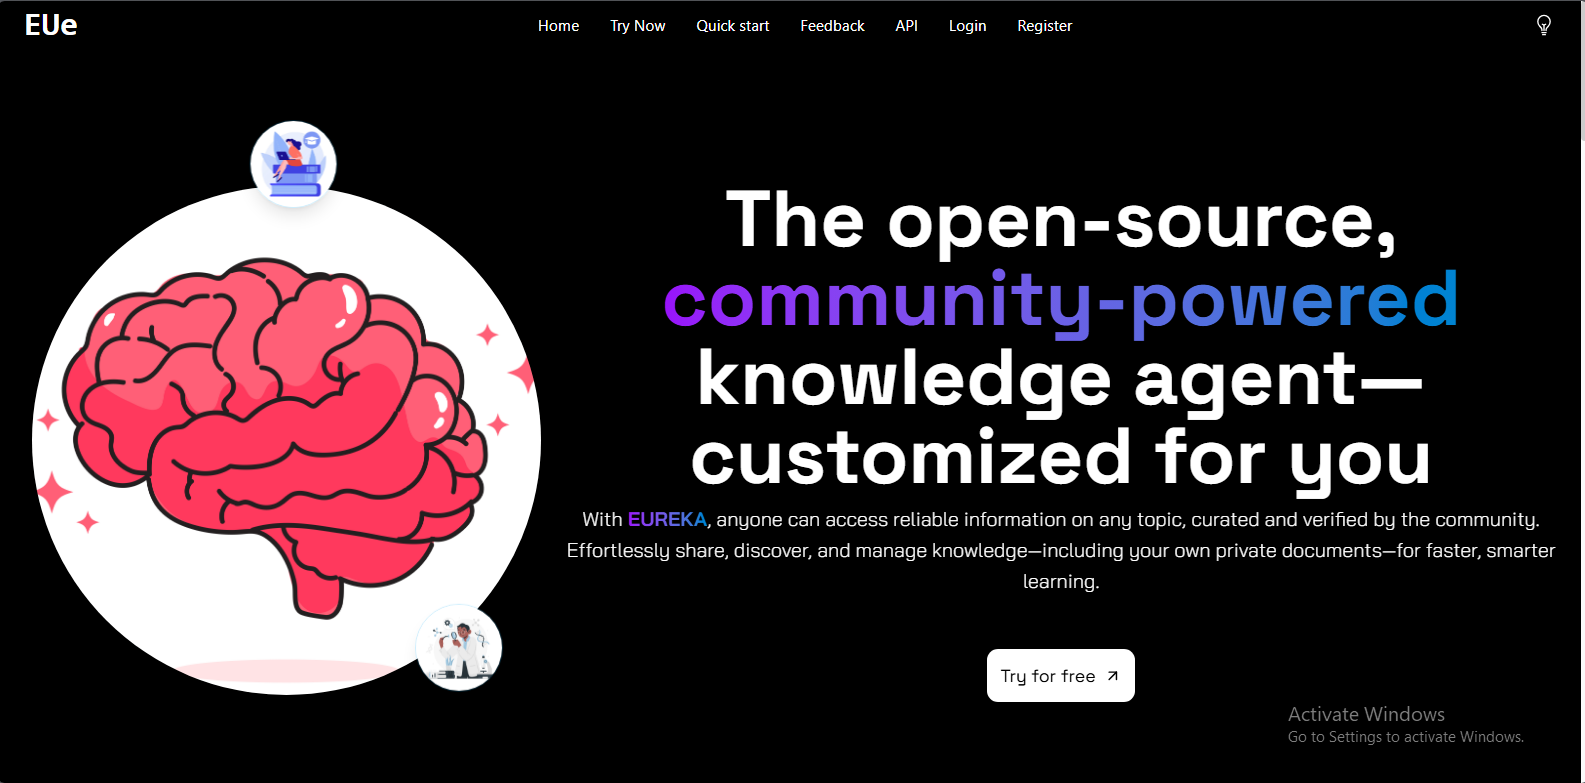 EUe
Home Try Now Quick start Feedback API Login Register
The open-source,
community-powered
knowledge agent—
customized for you
With EUREKA, anyone can access reliable information on any topic, curated and verified by the community.
Effortlessly share, discover, and manage knowledge—including your own private documents—for faster, smarter
learning.
Try for free
Activate Windows
Go to Settings to activate Windows.